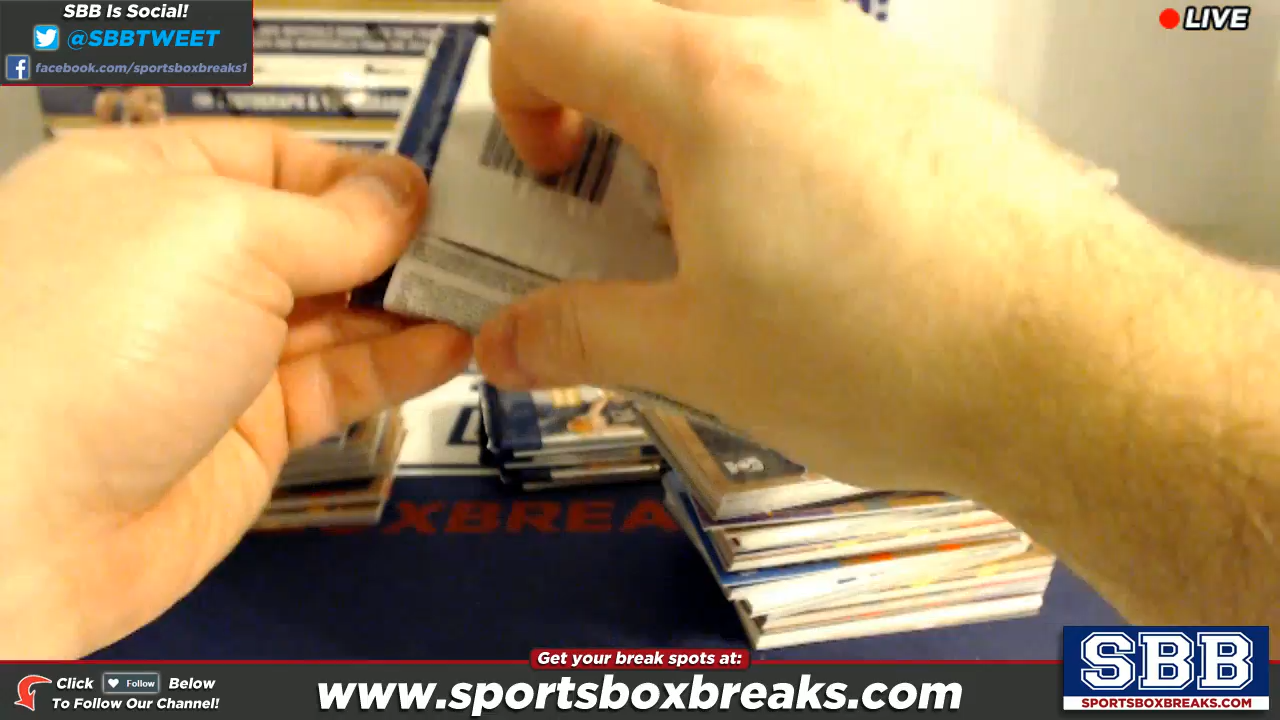 SBB Is Social!
@SBBTWEET
facebook.com/sportsboxbreaks1
LIVE
OXBREA
Get your break spots at:
Click Follow Below
To Follow Our Channel!
www.sportsboxbreaks.com
SBB
SPORTSBOXBREAKS.COM